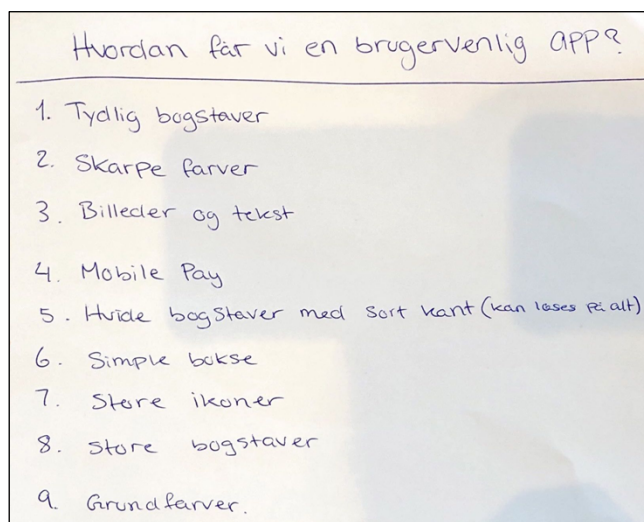 Hvordan får vi en brugervenlig app?
1. Tydlig bogstaver
2. Skarpe farver
3. Billeder og tekst
4. Mobile Pay
5. Hvide bogstaver med sort kant (kan læses på alt)
6. Simple bokse
7. Store ikoner
8. Store bogstaver
9. Grundfarver.